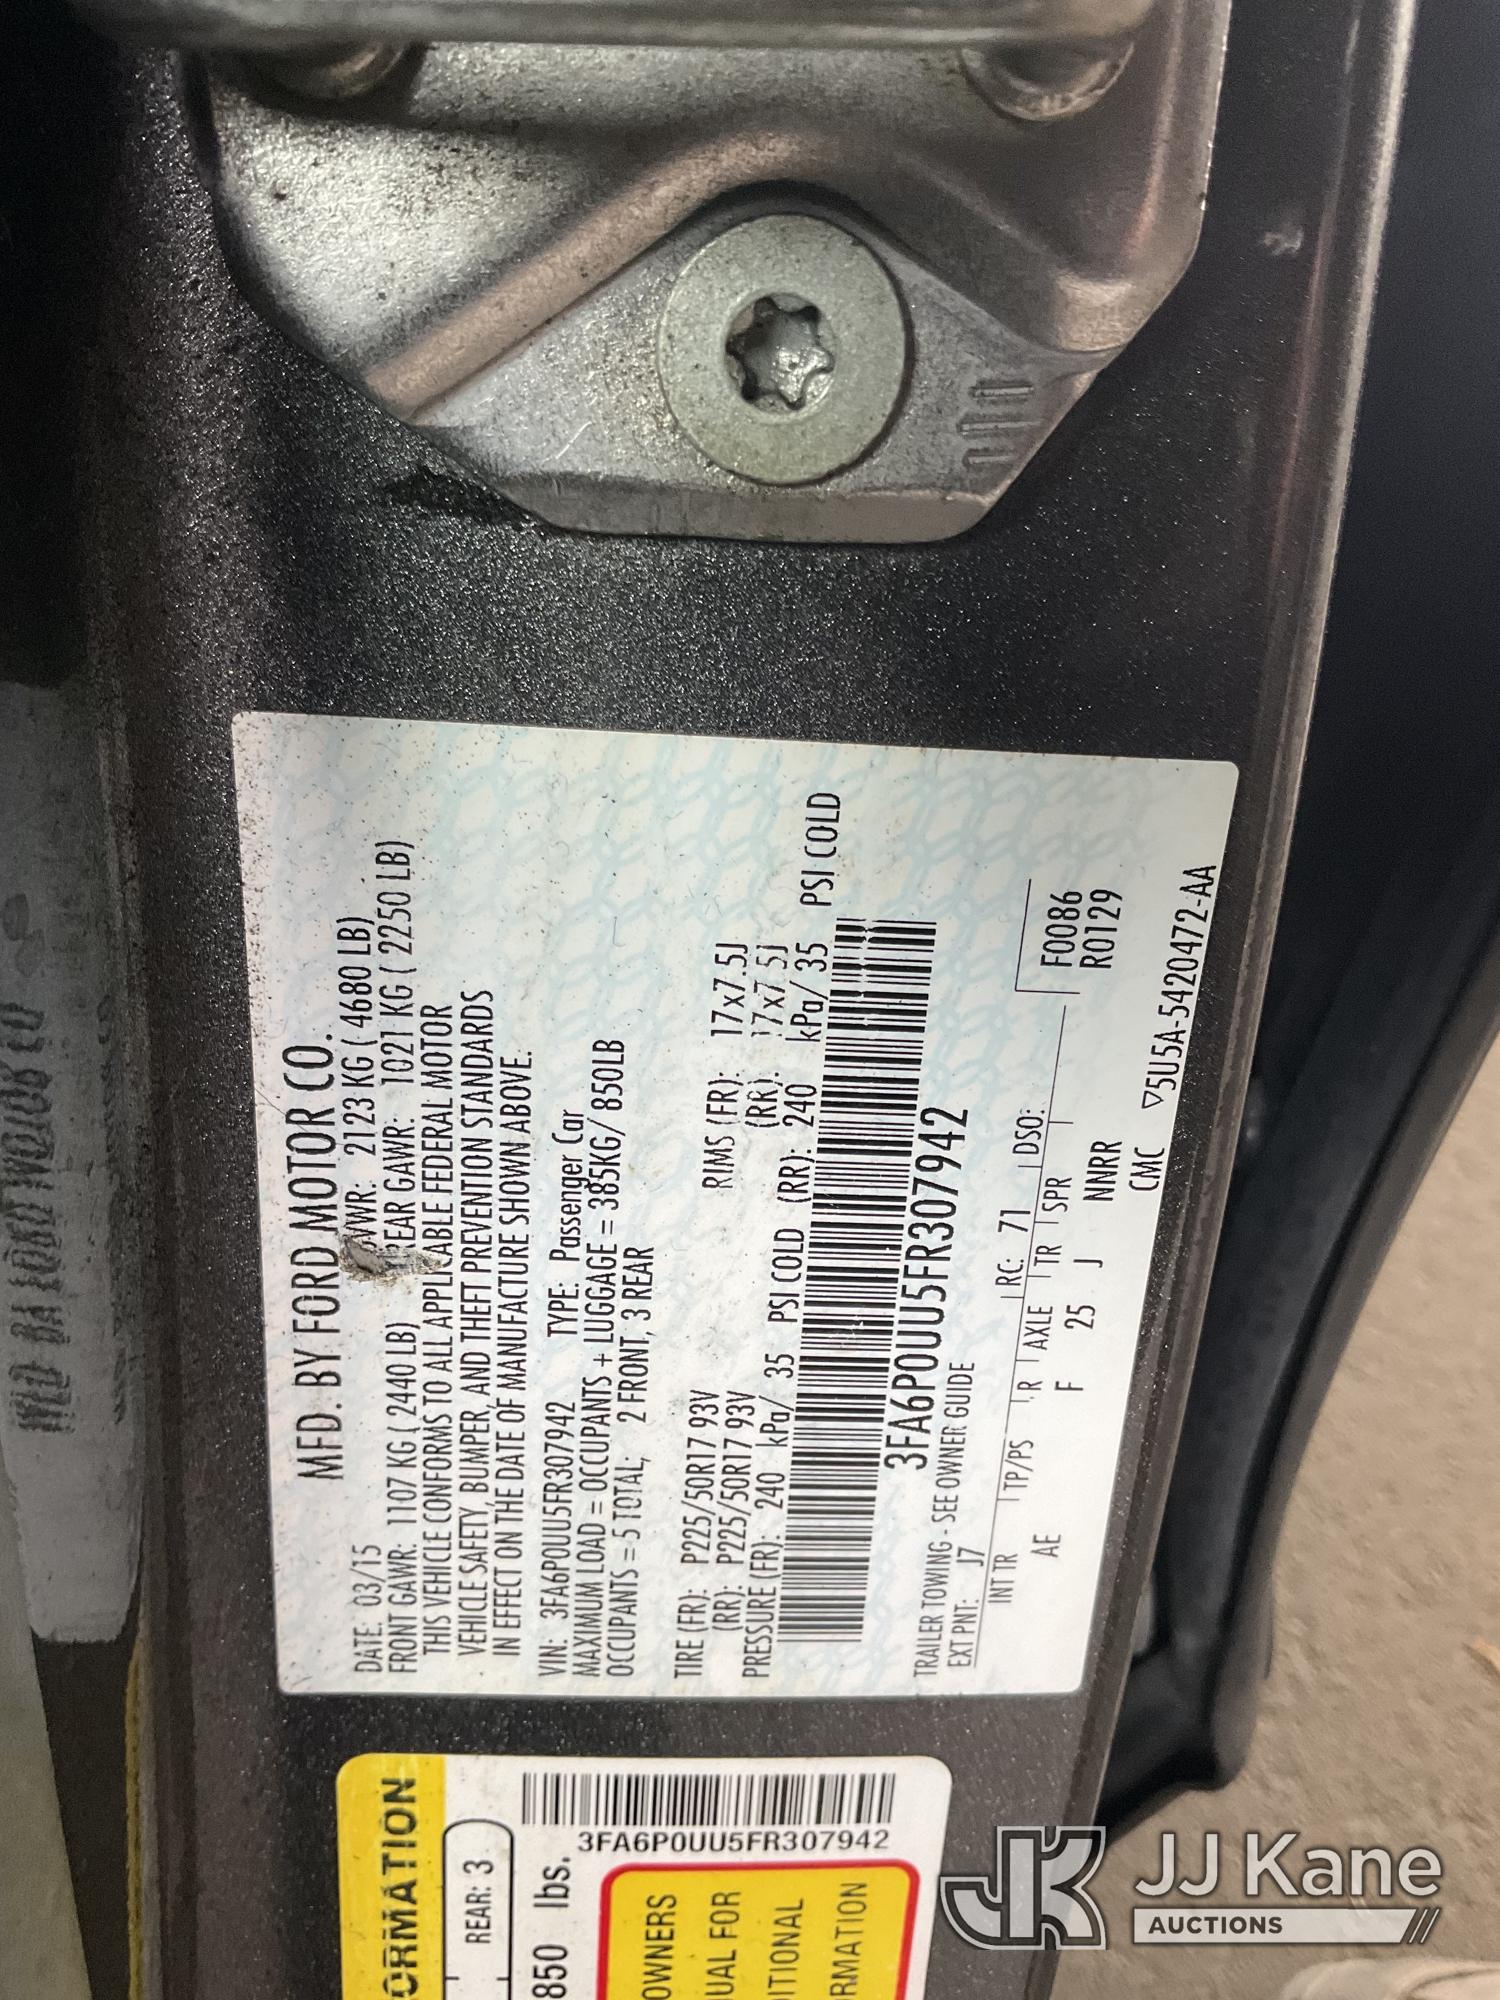 MFD. BY FORD MOTOR CO.
DATE: 03/15 GVWR: 2123 KG ( 4680 LB)
FRONT GAWR: 1107 KG ( 2440 LB) REAR GAWR: 1021 KG ( 2250 LB)
THIS VEHICLE CONFORMS TO ALL APPLICABLE FEDERAL MOTOR
VEHICLE SAFETY, BUMPER, AND THEFT PREVENTION STANDARDS
IN EFFECT ON THE DATE OF MANUFACTURE SHOWN ABOVE.
VIN: 3FA6P0UU5FR307942 TYPE: Passenger Car
MAXIMUM LOAD = OCCUPANTS + LUGGAGE = 385KG/ 850LB
OCCUPANTS = 5 TOTAL; 2 FRONT, 3 REAR
TIRE (FR): P225/50R17 93V RIMS (FR): 17x7.5J
(RR): P225/50R17 93V (RR): 17x7.5J
PRESSURE (FR): 240 kPa/ 35 PSI COLD (RR): 240 kPa/ 35 PSI COLD
3FA6P0UU5FR307942
TRAILER TOWING - SEE OWNER GUIDE
EXT PNT: J7 RC: 71 DSO:
INT TR TP/PS R AXLE TR SPR
F0086
AE F 25 J NNRR
R0129
CMC ▽5U5A-5420472-AA
ORMATION
REAR: 3
850 lbs.
3FA6P0UU5FR307942
OWNERS
UAL FOR
ITIONAL
RMATION
JK JJ Kane
AUCTIONS